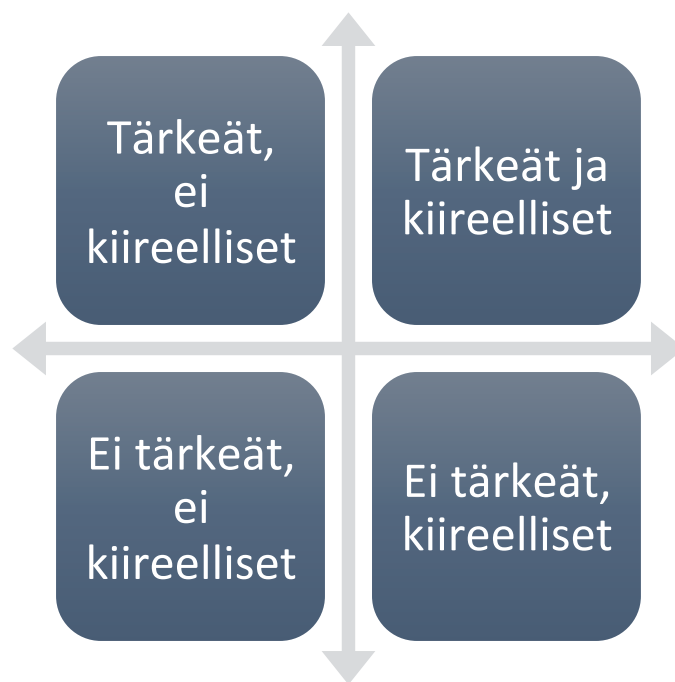 Tärkeät,
ei
kiireelliset
Tärkeät ja
kiireelliset
Ei tärkeät,
ei
kiireelliset
Ei tärkeät,
kiireelliset